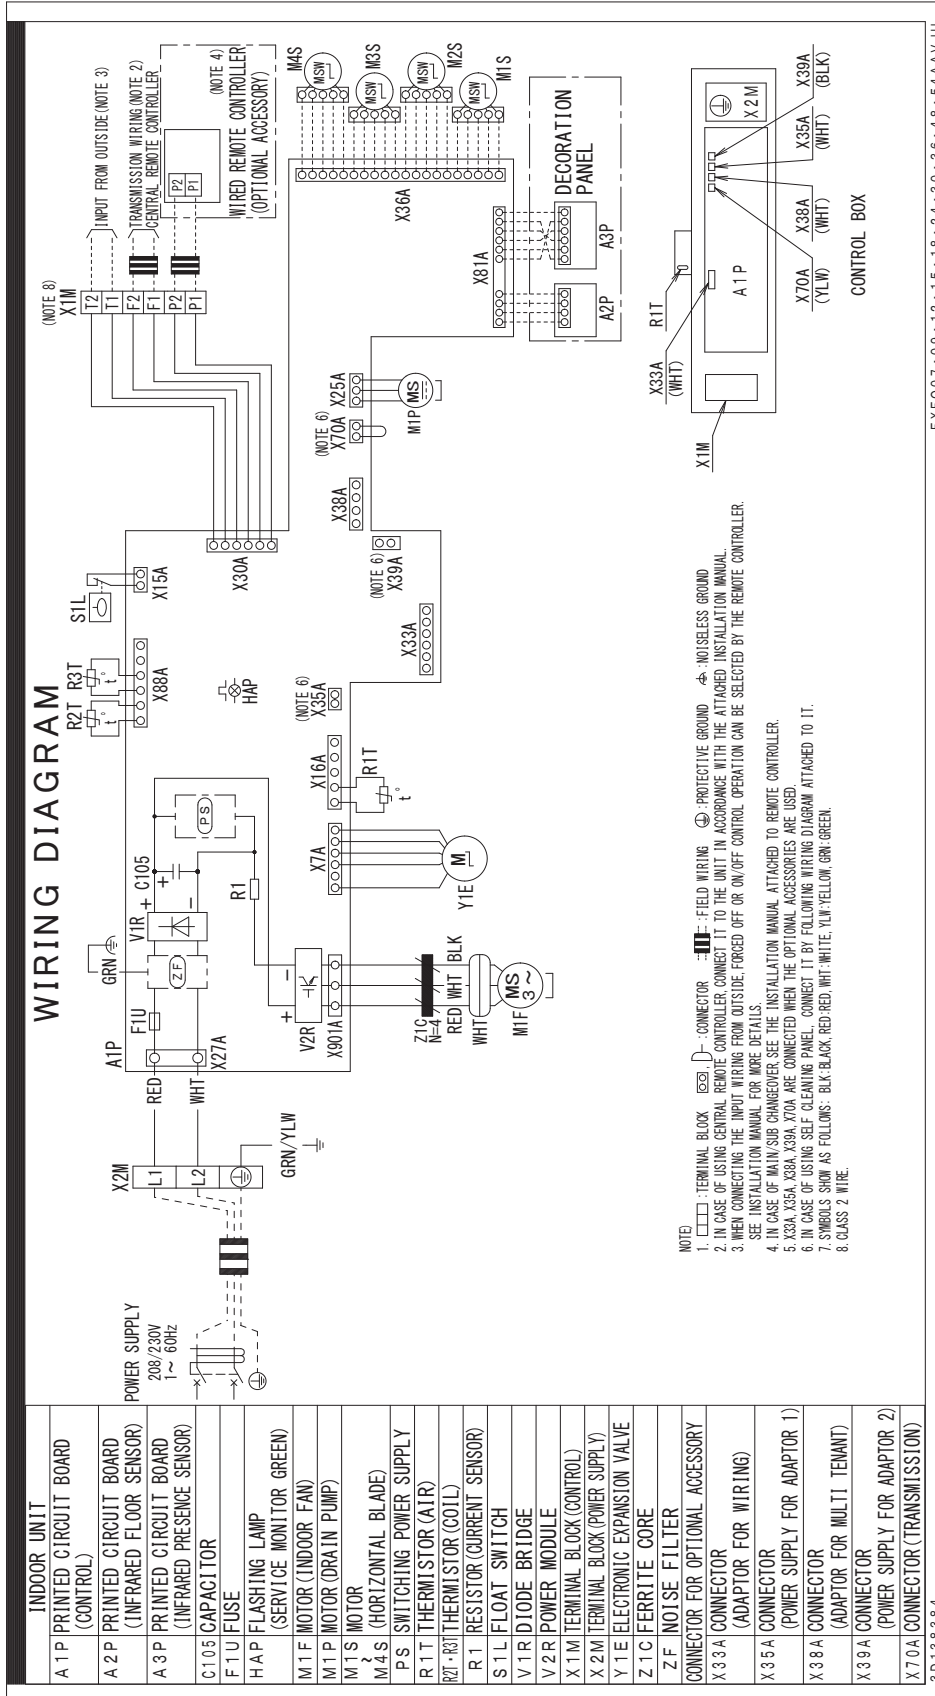 WIRING DIAGRAM
INDOOR UNIT
A1P PRINTED CIRCUIT BOARD
(CONTROL)
A2P PRINTED CIRCUIT BOARD
(INFRARED FLOOR SENSOR)
A3P PRINTED CIRCUIT BOARD
(INFRARED PRESENCE SENSOR)
C105 CAPACITOR
F1U FUSE
HAP FLASHING LAMP
(SERVICE MONITOR GREEN)
M1F MOTOR(INDOOR FAN)
M1P MOTOR(DRAIN PUMP)
M1S MOTOR
~
M4S (HORIZONTAL BLADE)
PS SWITCHING POWER SUPPLY
R1T THERMISTOR(AIR)
R2T・R3T THERMISTOR(COIL)
R1 RESISTOR(CURRENT SENSOR)
S1L FLOAT SWITCH
V1R DIODE BRIDGE
V2R POWER MODULE
X1M TERMINAL BLOCK(CONTROL)
X2M TERMINAL BLOCK(POWER SUPPLY)
Y1E ELECTRONIC EXPANSION VALVE
Z1C FERRITE CORE
ZF NOISE FILTER
CONNECTOR FOR OPTIONAL ACCESSORY
X33A CONNECTOR
(ADAPTOR FOR WIRING)
X35A CONNECTOR
(POWER SUPPLY FOR ADAPTOR 1)
X38A CONNECTOR
(ADAPTOR FOR MULTI TENANT)
X39A CONNECTOR
(POWER SUPPLY FOR ADAPTOR 2)
X70A CONNECTOR(TRANSMISSION)
3D138384
POWER SUPPLY
208/230V
1~ 60Hz
X2M
L1
L2
GRN/YLW
RED
WHT
A1P
X27A
F1U
GRN
ZF
V1R
+
-
C105
+
PS
R1
V2R
+
-
X901A
Z1C
N=4
RED WHT BLK
WHT
MS
3~
M1F
X7A
M
Y1E
X16A
R1T
t°
(NOTE 6)
X35A
HAP
R2T
t°
R3T
t°
X88A
S1L
X15A
X33A
(NOTE 6)
X39A
X38A
(NOTE 6)
X70A
X25A
MS
M1P
X30A
(NOTE 8)
X1M
T2
T1
F2
F1
P2
P1
INPUT FROM OUTSIDE(NOTE 3)
TRANSMISSION WIRING(NOTE 2)
CENTRAL REMOTE CONTROLLER
P2
P1
(NOTE 4)
WIRED REMOTE CONTROLLER
(OPTIONAL ACCESSORY)
X36A
M4S
MSW
M3S
MSW
M2S
MSW
M1S
MSW
X81A
A2P
A3P
DECORATION
PANEL
NOTE)
1. :TERMINAL BLOCK , :CONNECTOR :FIELD WIRING :PROTECTIVE GROUND :NOISELESS GROUND
2. IN CASE OF USING CENTRAL REMOTE CONTROLLER,CONNECT IT TO THE UNIT IN ACCORDANCE WITH THE ATTACHED INSTALLATION MANUAL.
3. WHEN CONNECTING THE INPUT WIRING FROM OUTSIDE,FORCED OFF OR ON/OFF CONTROL OPERATION CAN BE SELECTED BY THE REMOTE CONTROLLER.
SEE INSTALLATION MANUAL FOR MORE DETAILS.
4. IN CASE OF MAIN/SUB CHANGEOVER,SEE THE INSTALLATION MANUAL ATTACHED TO REMOTE CONTROLLER.
5. X33A,X35A,X38A,X39A,X70A ARE CONNECTED WHEN THE OPTIONAL ACCESSORIES ARE USED.
6. IN CASE OF USING SELF CLEANING PANEL, CONNECT IT BY FOLLOWING WIRING DIAGRAM ATTACHED TO IT.
7. SYMBOLS SHOW AS FOLLOWS: BLK:BLACK,RED:RED,WHT:WHITE,YLW:YELLOW,GRN:GREEN.
8. CLASS 2 WIRE.
X1M
X33A
(WHT)
R1T
A1P
X2M
X70A
(YLW)
X38A
(WHT)
X35A
(WHT)
X39A
(BLK)
CONTROL BOX